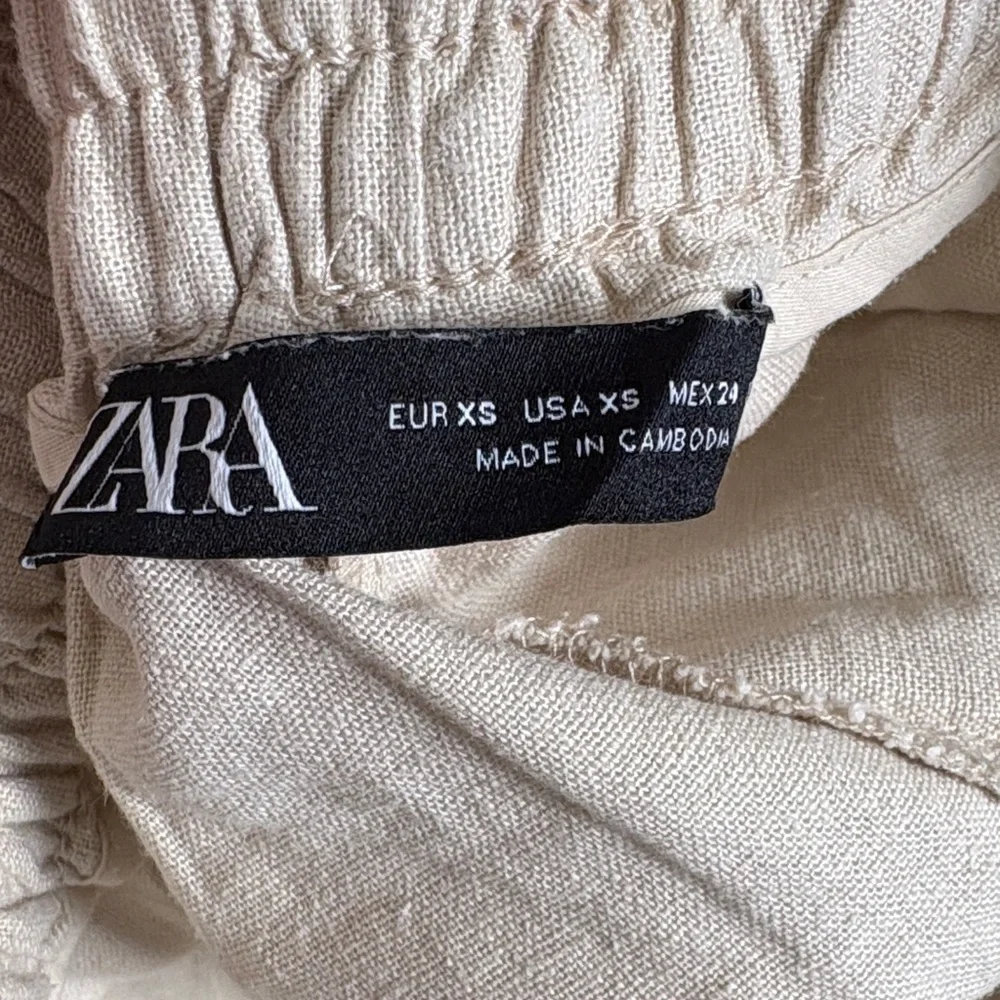 ZARA
EUR XS USA XS MEX 24
MADE IN CAMBODIA